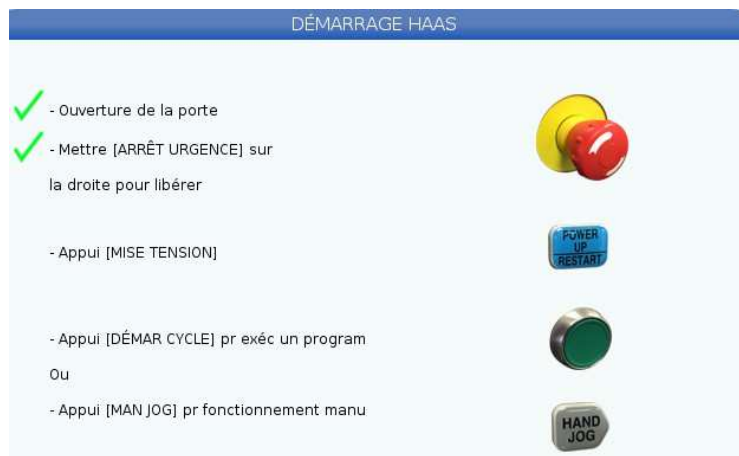 DÉMARRAGE HAAS
- Ouverture de la porte
- Mettre [ARRÊT URGENCE] sur
la droite pour libérer
- Appui [MISE TENSION]
POWER
UP
RESTART
- Appui [DÉMAR CYCLE] pr exéc un program
Ou
- Appui [MAN JOG] pr fonctionnement manu
HAND
JOG